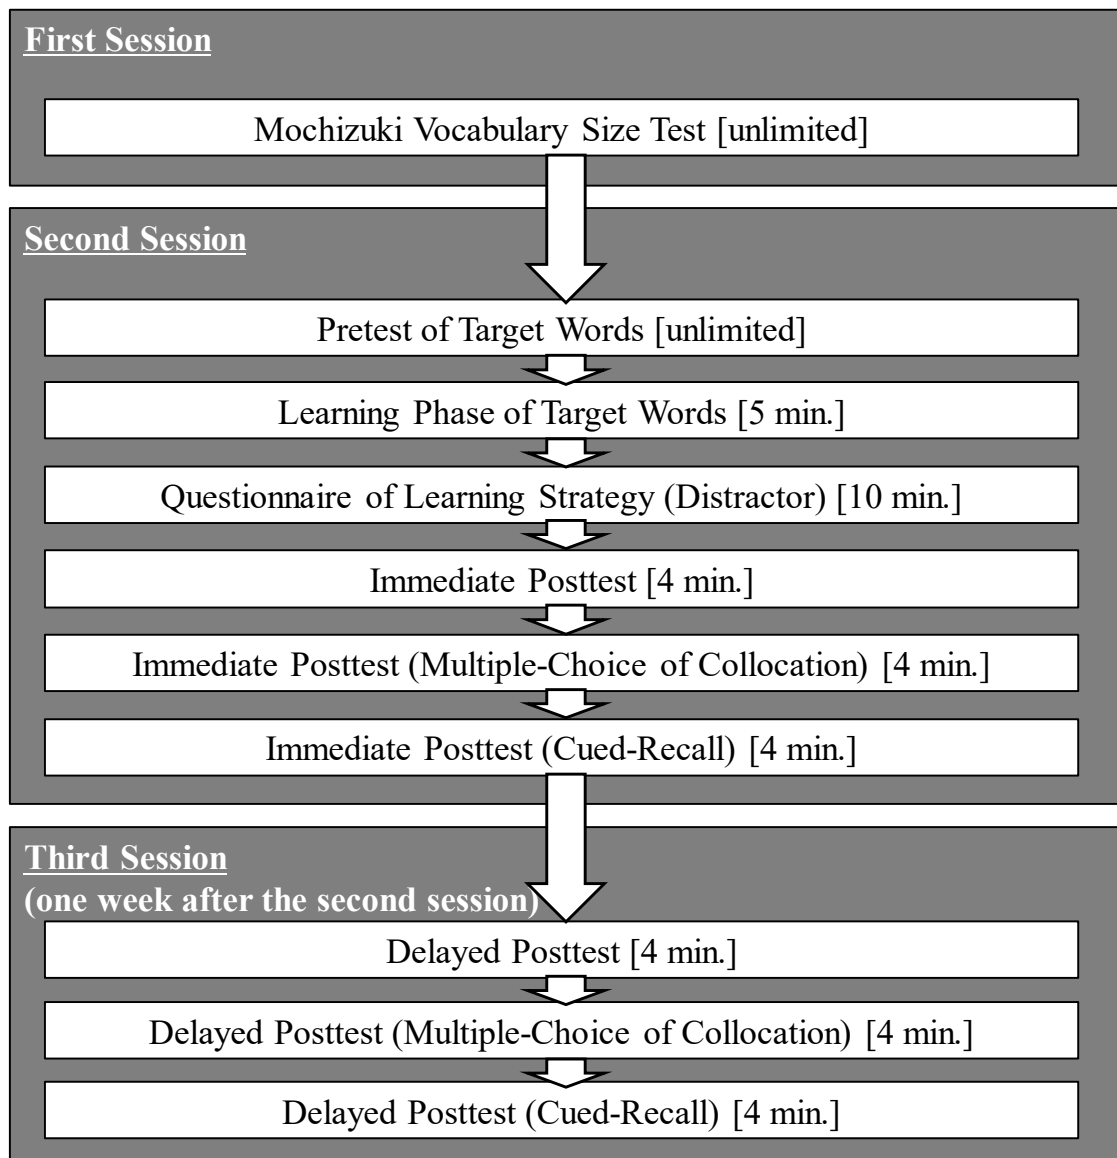 First Session
Mochizuki Vocabulary Size Test [unlimited]
Second Session
Pretest of Target Words [unlimited]
Learning Phase of Target Words [5 min.]
Questionnaire of Learning Strategy (Distractor) [10 min.]
Immediate Posttest [4 min.]
Immediate Posttest (Multiple-Choice of Collocation) [4 min.]
Immediate Posttest (Cued-Recall) [4 min.]
Third Session
(one week after the second session)
Delayed Posttest [4 min.]
Delayed Posttest (Multiple-Choice of Collocation) [4 min.]
Delayed Posttest (Cued-Recall) [4 min.]